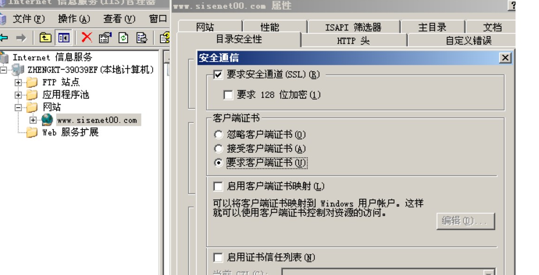 Internet 信息服务(IIS)管理器
文件(F) 操作(A) 查看(V) 窗口
Internet 信息服务
ZHENGKT-39039EF(本地计算机)
FTP 站点
应用程序池
网站
www.sisenet00.com
Web 服务扩展
www.sisenet00.com 属性
网站 性能 ISAPI 筛选器 主目录 文档
目录安全性 HTTP 头 自定义错误
安全通信
要求安全通道(SSL)(R)
要求 128 位加密(1)
客户端证书
忽略客户端证书(O)
接受客户端证书(A)
要求客户端证书(U)
启用客户端证书映射(L)
可以将客户端证书映射到 Windows 用户帐户。这样
就可以使用客户端证书控制对资源的访问。
编辑(D)...
启用证书信任列表(N)
当前 CTL(C):